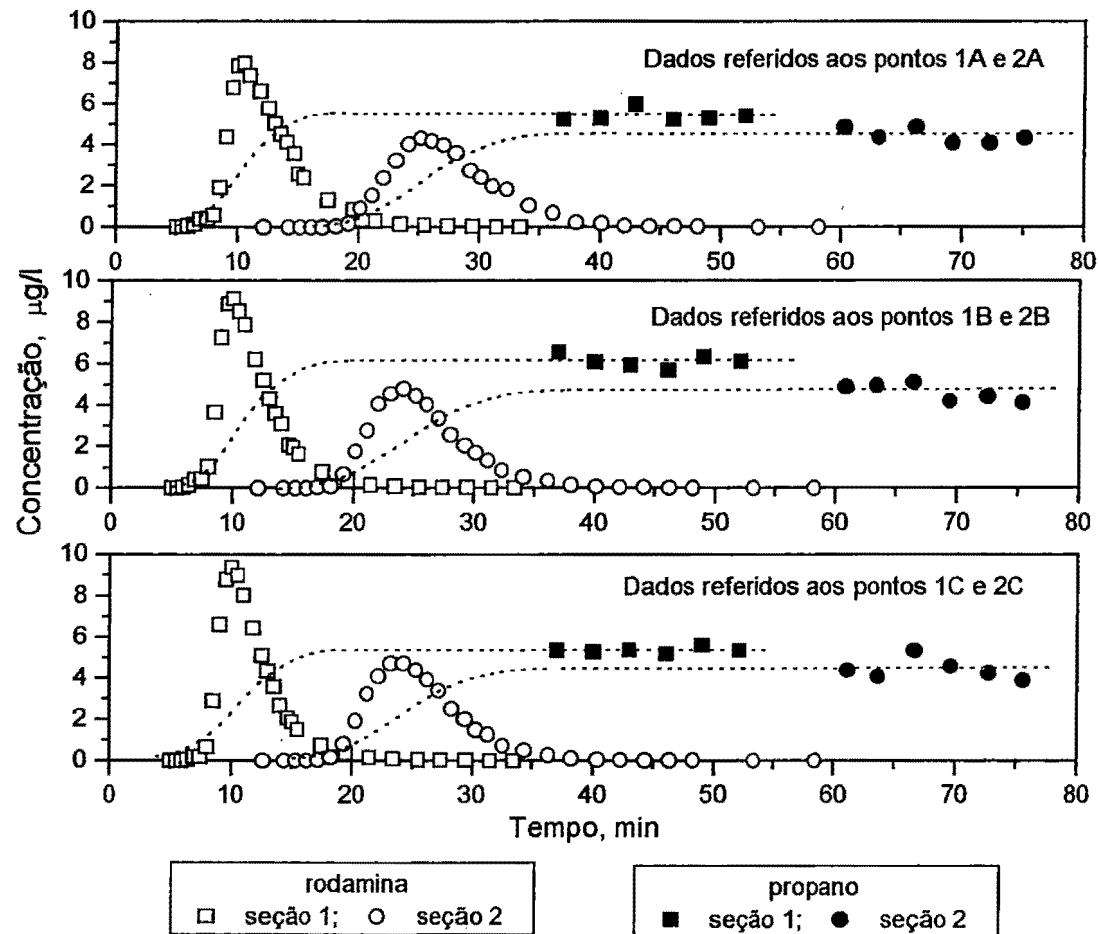 10
8
6
4
2
0
Dados referidos aos pontos 1A e 2A
0 10 20 30 40 50 60 70 80
10
8
6
4
2
0
Dados referidos aos pontos 1B e 2B
0 10 20 30 40 50 60 70 80
Concentração, µg/l
10
8
6
4
2
0
Dados referidos aos pontos 1C e 2C
0 10 20 30 40 50 60 70 80
Tempo, min
rodamina
seção 1; seção 2
propano
seção 1; seção 2